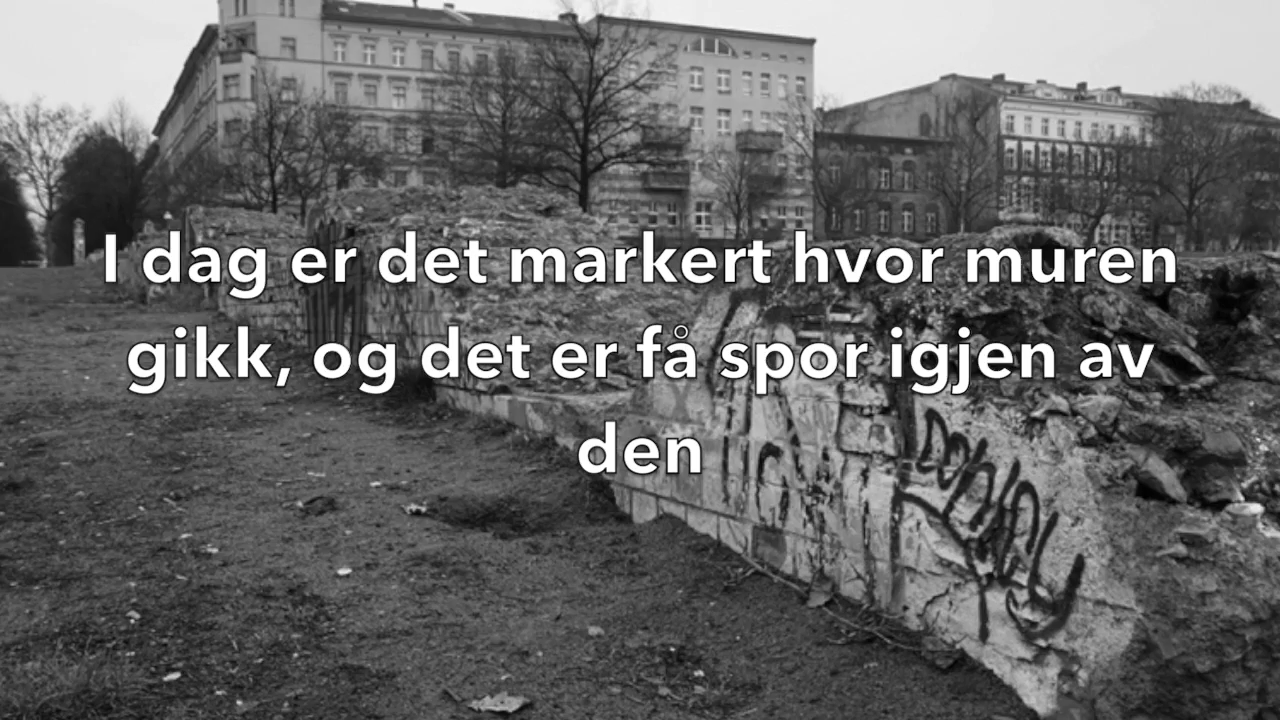 I dag er det markert hvor muren
gikk, og det er få spor igjen av
den